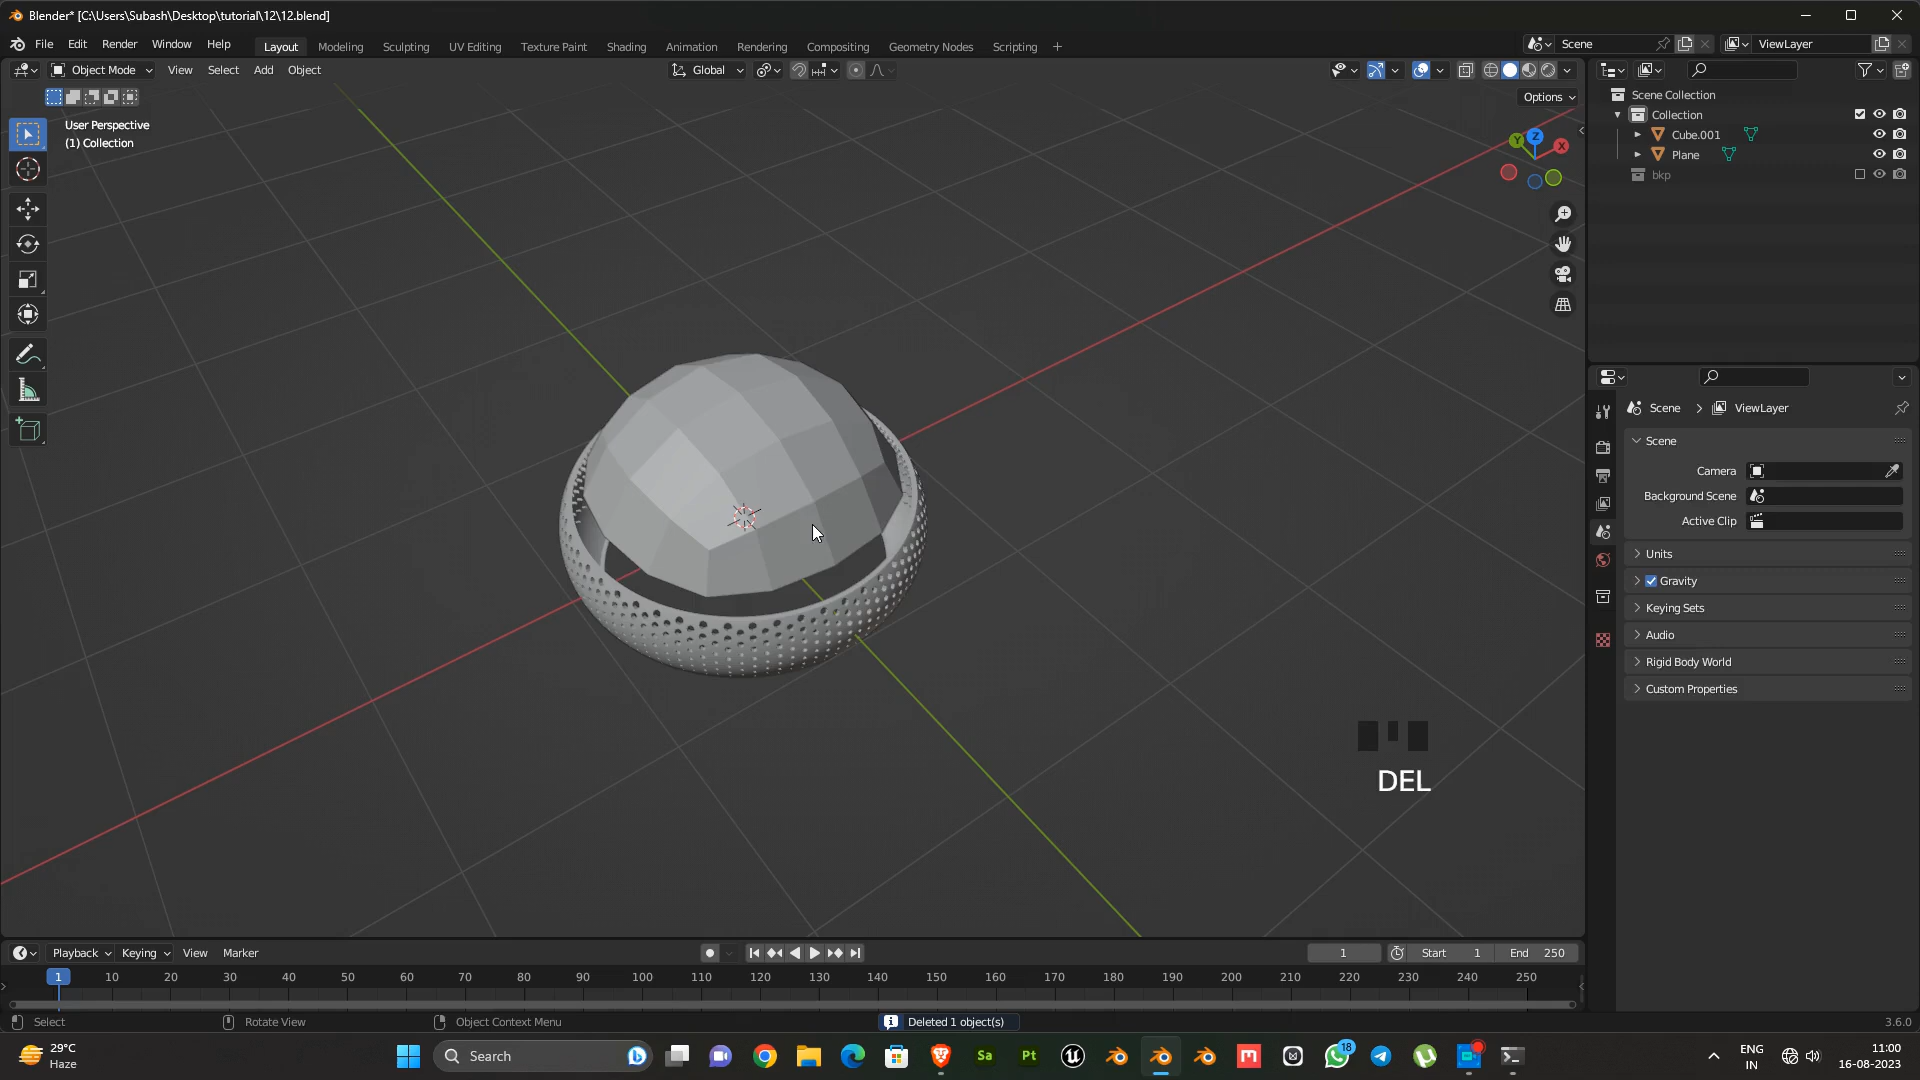 Blender* [C:\Users\Subash\Desktop\tutorial\12\12.blend]
File Edit Render Window Help Layout Modeling Sculpting UV Editing Texture Paint Shading Animation Rendering Compositing Geometry Nodes Scripting + Scene ViewLayer
Object Mode View Select Add Object Global
Options
User Perspective
(1) Collection
Z
Y
X
Scene Collection
Collection
Cube.001
Plane
bkp
Scene ViewLayer
Scene
Camera
Background Scene
Active Clip
Units
Gravity
Keying Sets
Audio
Rigid Body World
Custom Properties
DEL
Playback Keying View Marker 1 Start 1 End 250
1 10 20 30 40 50 60 70 80 90 100 110 120 130 140 150 160 170 180 190 200 210 220 230 240 250
Select Rotate View Object Context Menu Deleted 1 object(s) 3.6.0
29°C
Haze
Search
Sa
Pt
18
ENG
IN
11:00
16-08-2023